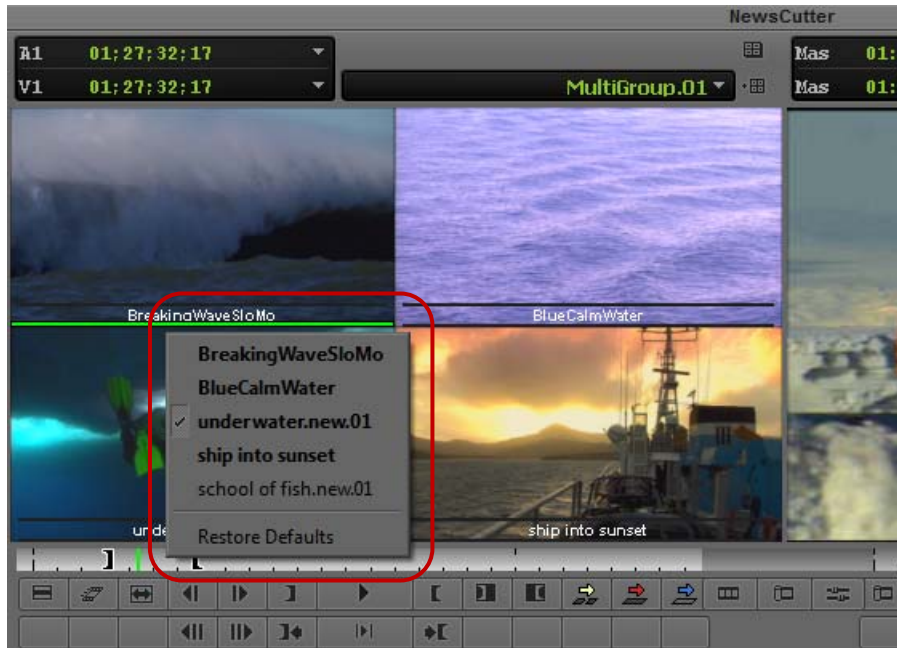 NewsCutter
A1 01;27;32;17
V1 01;27;32;17
MultiGroup.01
Mas 01:
Mas 01:
BreakingWaveSloMo
BlueCalmWater
BreakingWaveSloMo
BlueCalmWater
underwater.new.01
ship into sunset
school of fish.new.01
Restore Defaults
unde
ship into sunset